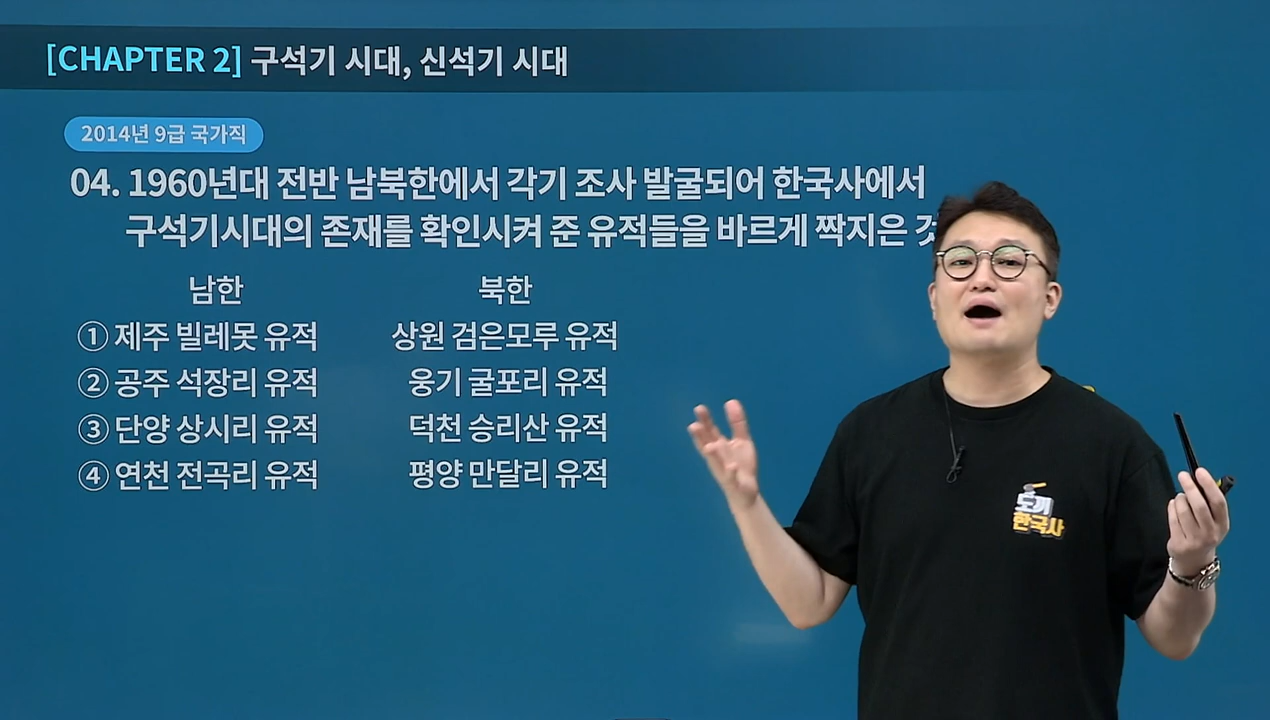 [CHAPTER 2] 구석기 시대, 신석기 시대
2014년 9급 국가직
04. 1960년대 전반 남북한에서 각기 조사 발굴되어 한국사에서
구석기시대의 존재를 확인시켜 준 유적들을 바르게 짝지은
남한 북한
① 제주 빌레못 유적 상원 검은모루 유적
② 공주 석장리 유적 웅기 굴포리 유적
③ 단양 상시리 유적 덕천 승리산 유적
④ 연천 전곡리 유적 평양 만달리 유적
도끼
한국사